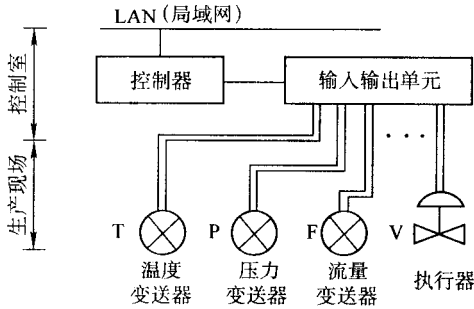 LAN(局域网)
控制室
控制器
输入输出单元
···
生产现场
T
P
F
V
温度
变送器
压力
变送器
流量
变送器
执行器